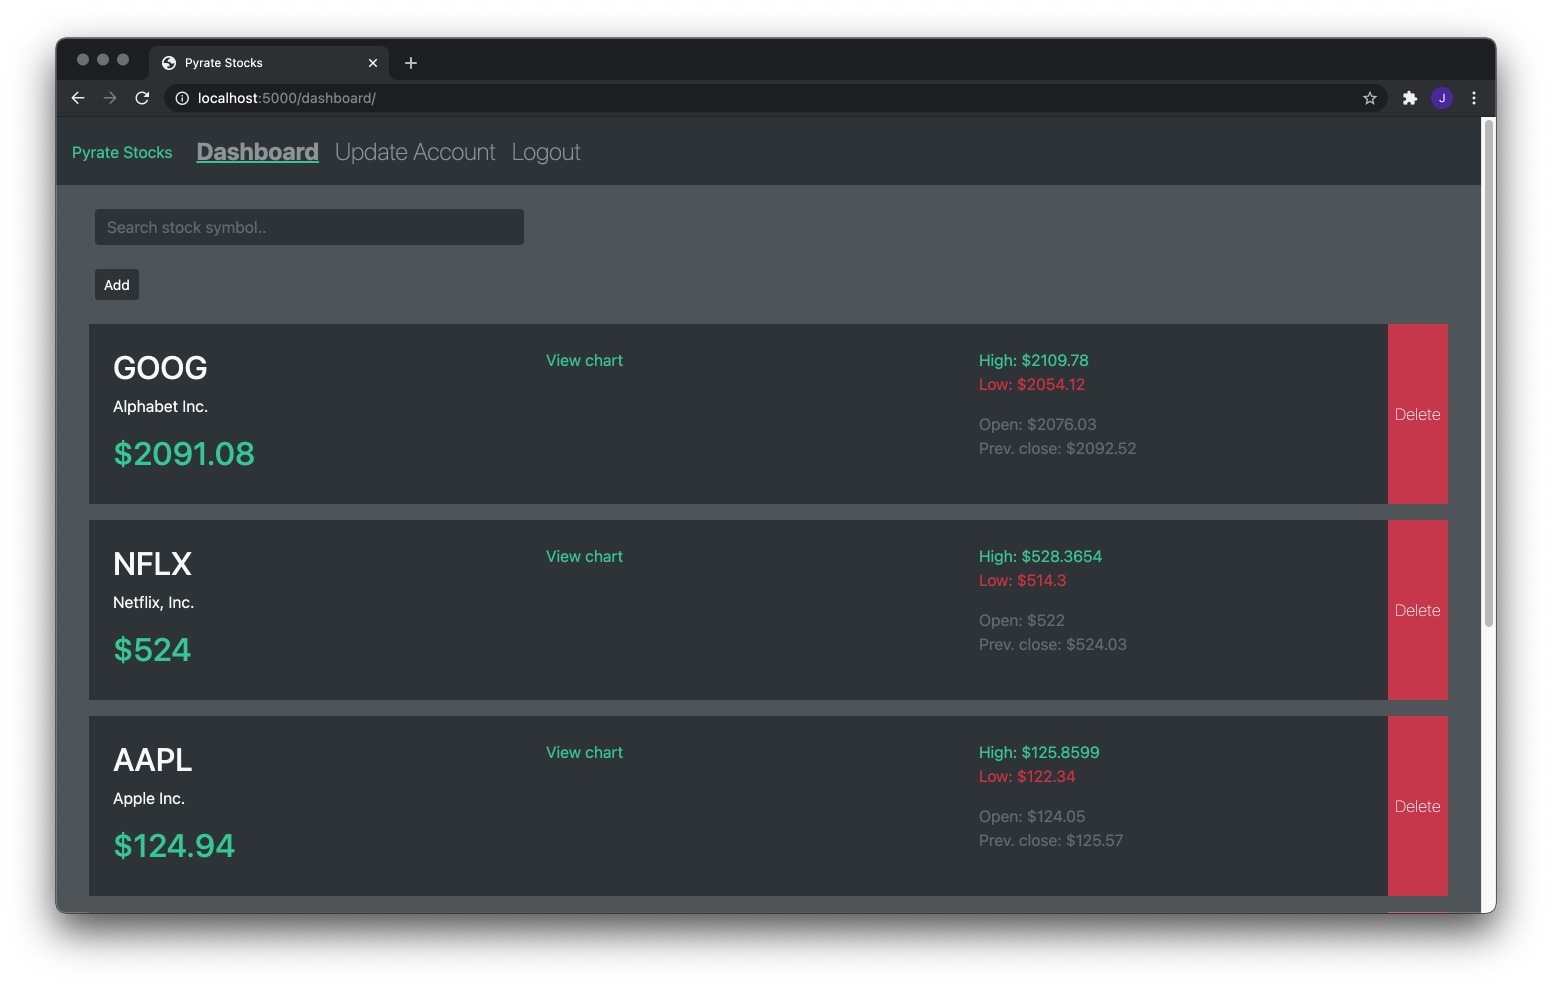 Pyrate Stocks
localhost:5000/dashboard/
J
Pyrate Stocks Dashboard Update Account Logout
Search stock symbol..
Add
GOOG
Alphabet Inc.
$2091.08
View chart
High: $2109.78
Low: $2054.12
Open: $2076.03
Prev. close: $2092.52
Delete
NFLX
Netflix, Inc.
$524
View chart
High: $528.3654
Low: $514.3
Open: $522
Prev. close: $524.03
Delete
AAPL
Apple Inc.
$124.94
View chart
High: $125.8599
Low: $122.34
Open: $124.05
Prev. close: $125.57
Delete